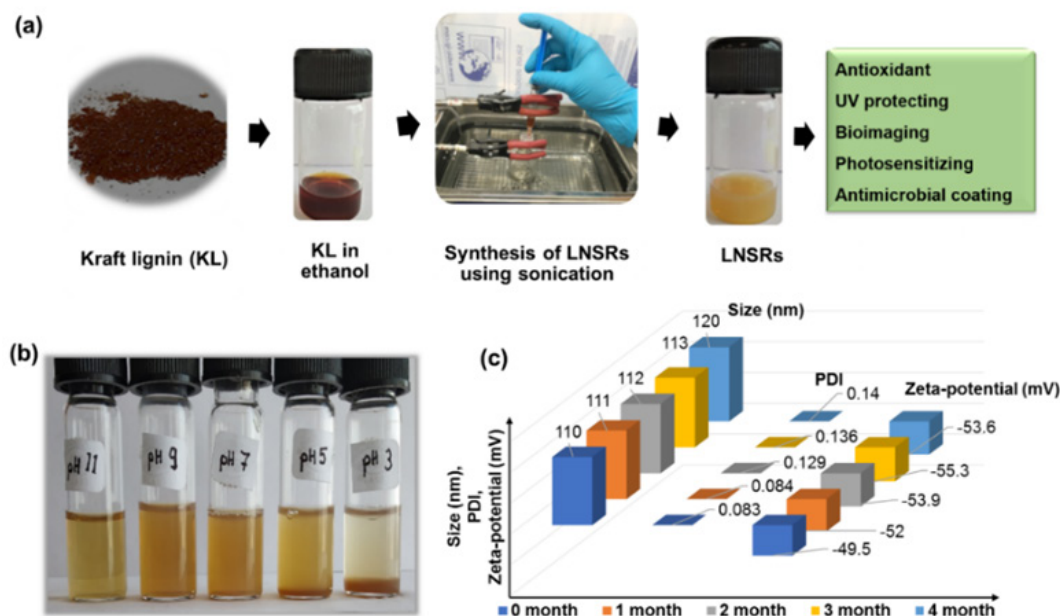 (a)
Kraft lignin (KL)
KL in
ethanol
Synthesis of LNSRs
using sonication
LNSRs
Antioxidant
UV protecting
Bioimaging
Photosensitizing
Antimicrobial coating
(b)
pH 11
pH 9
pH 7
pH 5
pH 3
(c)
Size (nm)
120
113
112
111
110
PDI
0.14
0.136
0.129
0.084
0.083
Zeta-potential (mV)
-53.6
-55.3
-53.9
-52
-49.5
Size (nm),
PDI,
Zeta-potential (mV)
0 month
1 month
2 month
3 month
4 month